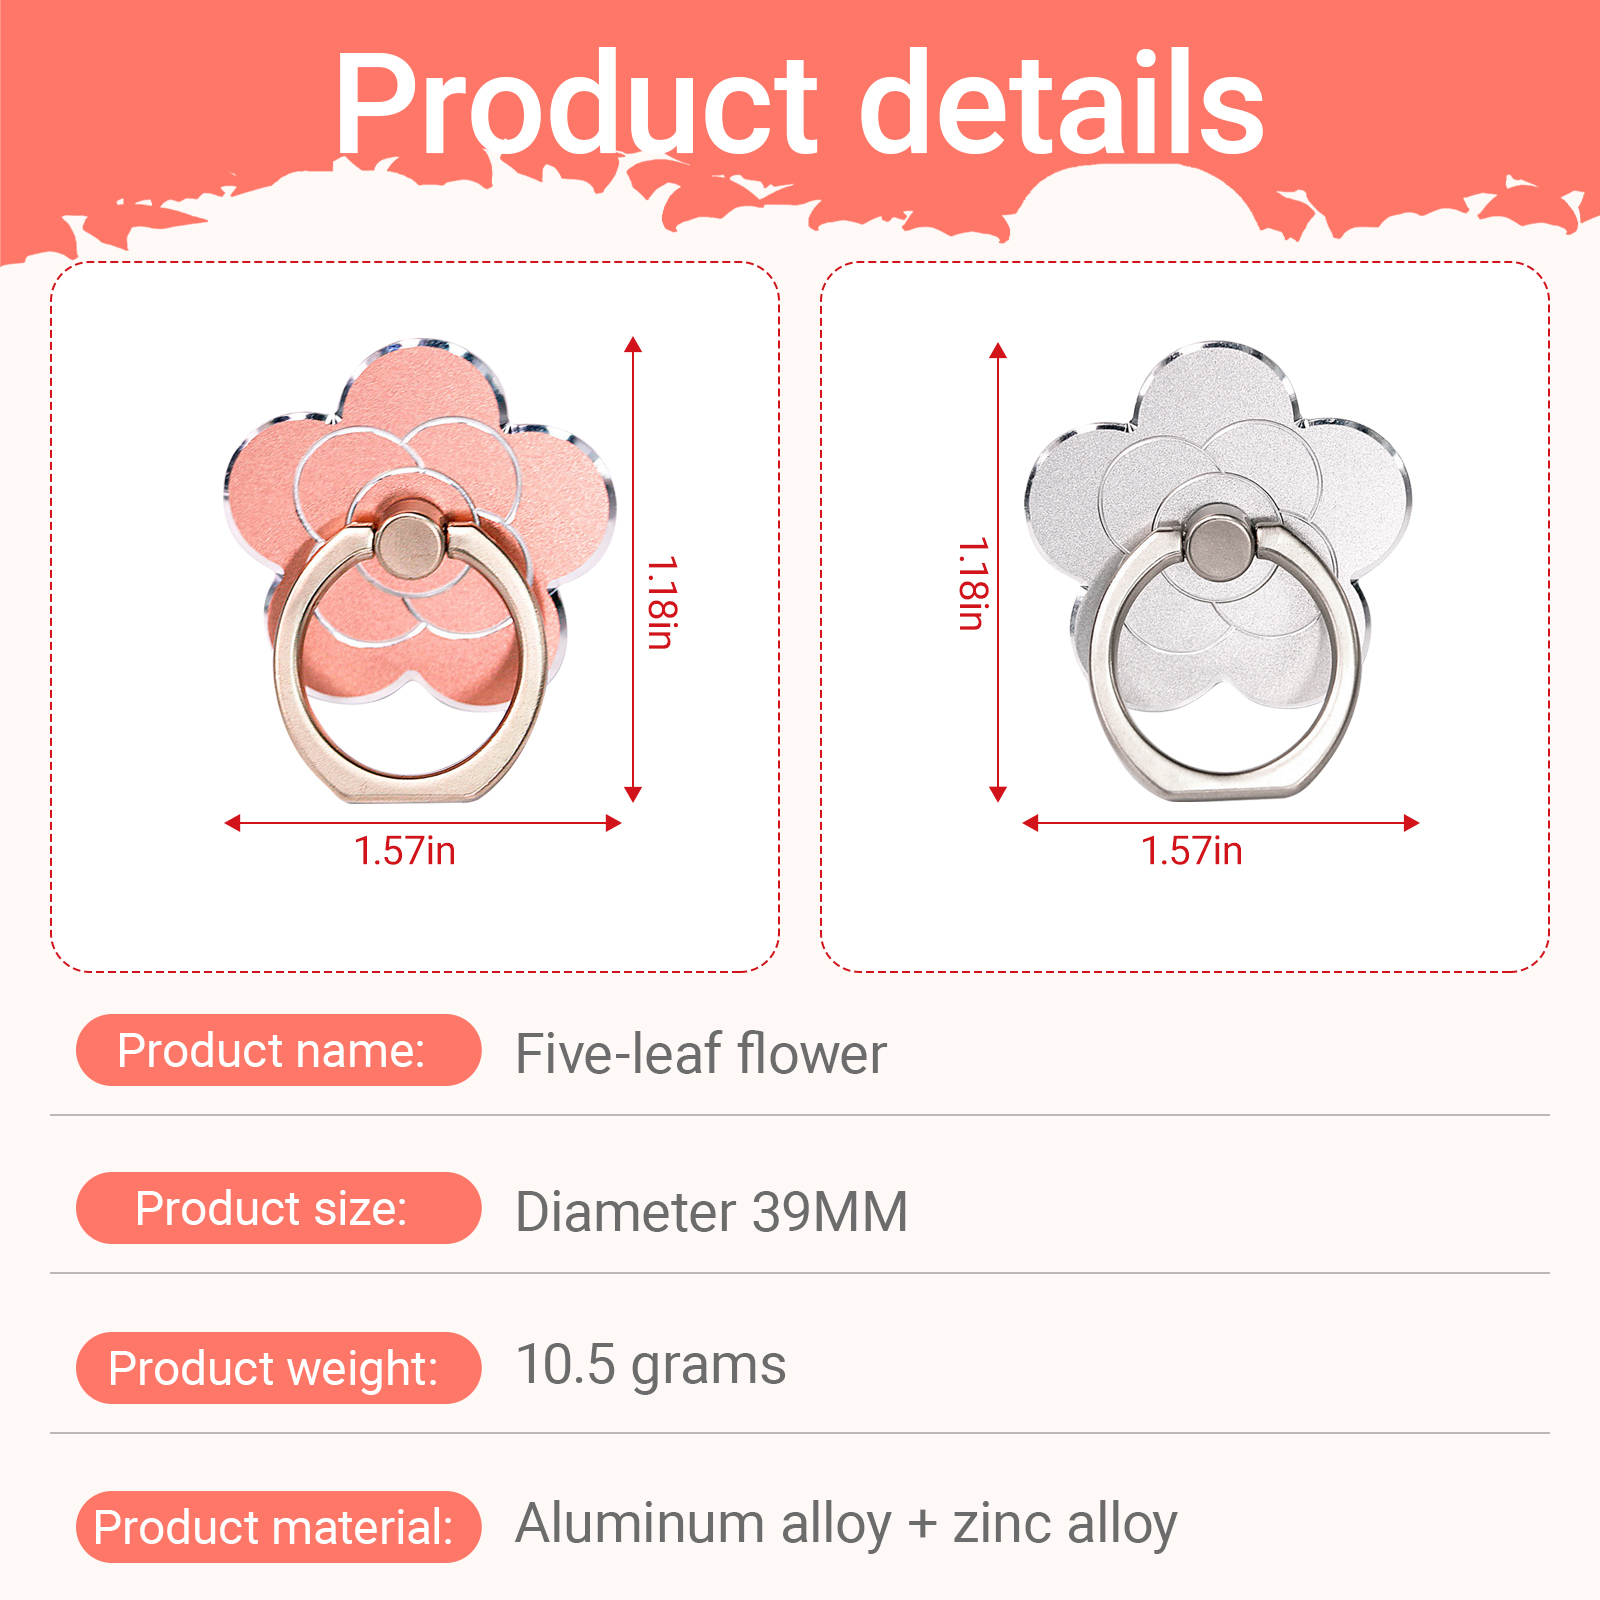 Product details
1.18in
1.57in
1.18in
1.57in
Product name: Five-leaf flower
Product size: Diameter 39MM
Product weight: 10.5 grams
Product material: Aluminum alloy + zinc alloy